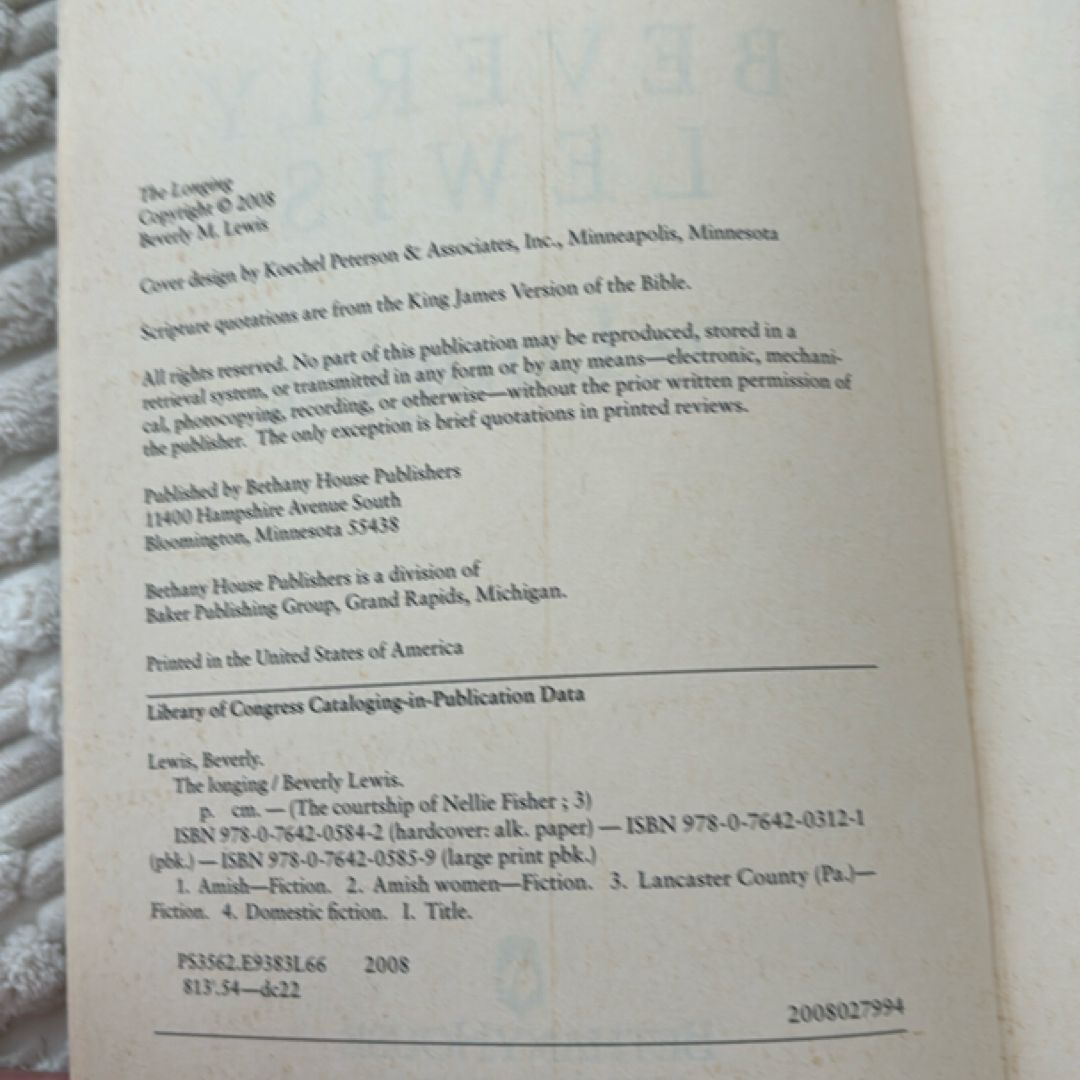 The Longing
Copyright © 2008
Beverly M. Lewis
Cover design by Koechel Peterson & Associates, Inc., Minneapolis, Minnesota
Scripture quotations are from the King James Version of the Bible.
All rights reserved. No part of this publication may be reproduced, stored in a
retrieval system, or transmitted in any form or by any means—electronic, mechani-
cal, photocopying, recording, or otherwise—without the prior written permission of
the publisher. The only exception is brief quotations in printed reviews.
Published by Bethany House Publishers
11400 Hampshire Avenue South
Bloomington, Minnesota 55438
Bethany House Publishers is a division of
Baker Publishing Group, Grand Rapids, Michigan.
Printed in the United States of America
Library of Congress Cataloging-in-Publication Data
Lewis, Beverly.
The longing / Beverly Lewis.
p. cm. — (The courtship of Nellie Fisher ; 3)
ISBN 978-0-7642-0584-2 (hardcover: alk. paper) — ISBN 978-0-7642-0312-1
(pbk.) — ISBN 978-0-7642-0585-9 (large print pbk.)
1. Amish—Fiction. 2. Amish women—Fiction. 3. Lancaster County (Pa.)—
Fiction. 4. Domestic fiction. I. Title.
PS3562.E9383L66 2008
813'.54—dc22
2008027994
BEVERLY
LEWIS